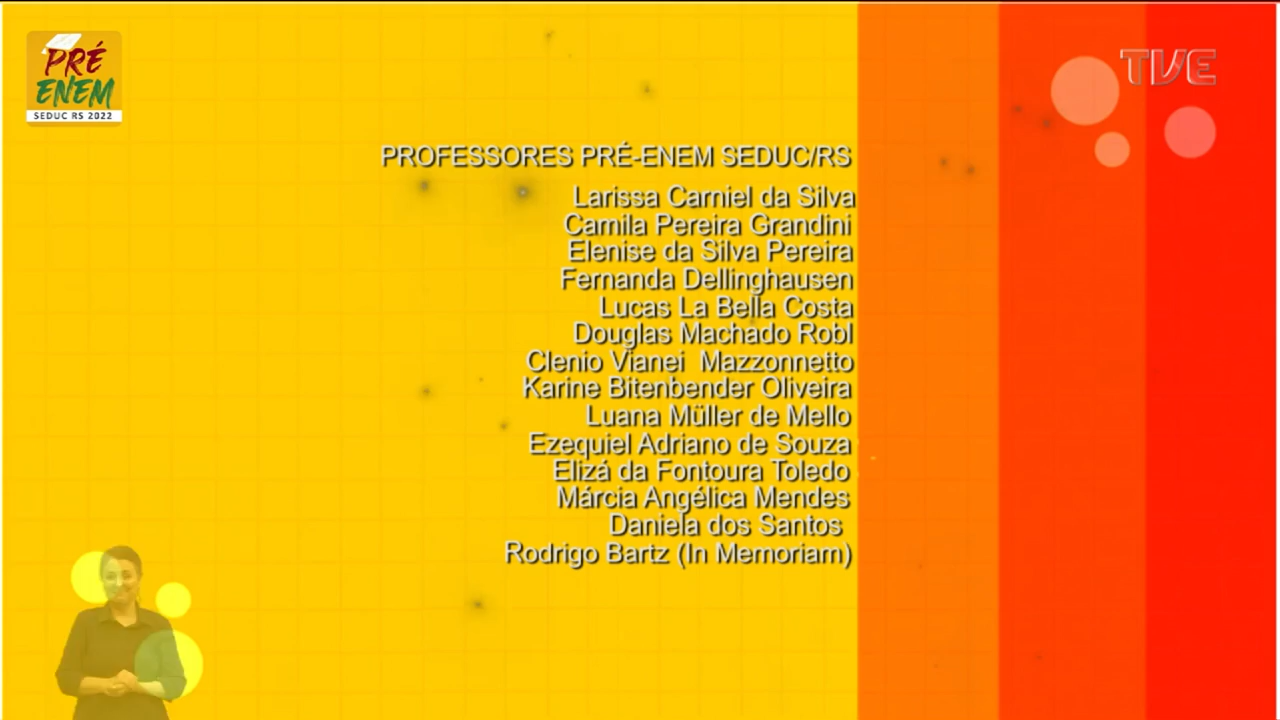 PRÉ
ENEM
SEDUC RS 2022
TVE
PROFESSORES PRÉ-ENEM SEDUC/RS
Larissa Carniel da Silva
Camila Pereira Grandini
Elenise da Silva Pereira
Fernanda Dellinghausen
Lucas La Bella Costa
Douglas Machado Robl
Clenio Vianei  Mazzonnetto
Karine Bitenbender Oliveira
Luana Müller de Mello
Ezequiel Adriano de Souza
Elizá da Fontoura Toledo
Márcia Angélica Mendes
Daniela dos Santos
Rodrigo Bartz (In Memoriam)